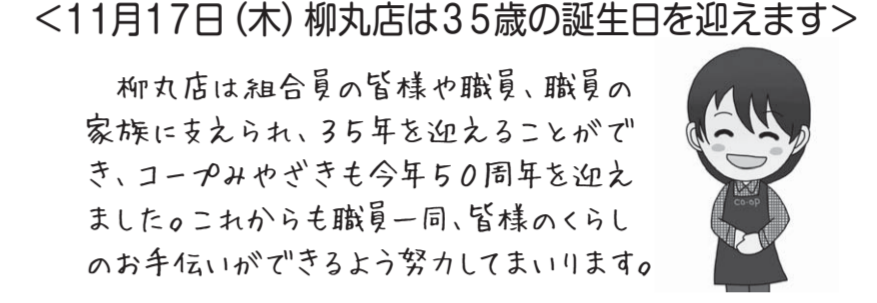 ＜11月17日（木）柳丸店は35歳の誕生日を迎えます＞
柳丸店は組合員の皆様や職員、職員の
家族に支えられ、35年を迎えることがで
き、コープみやざきも今年50周年を迎え
ました。これからも職員一同、皆様のくらし
のお手伝いができるよう努力してまいります。
co-op